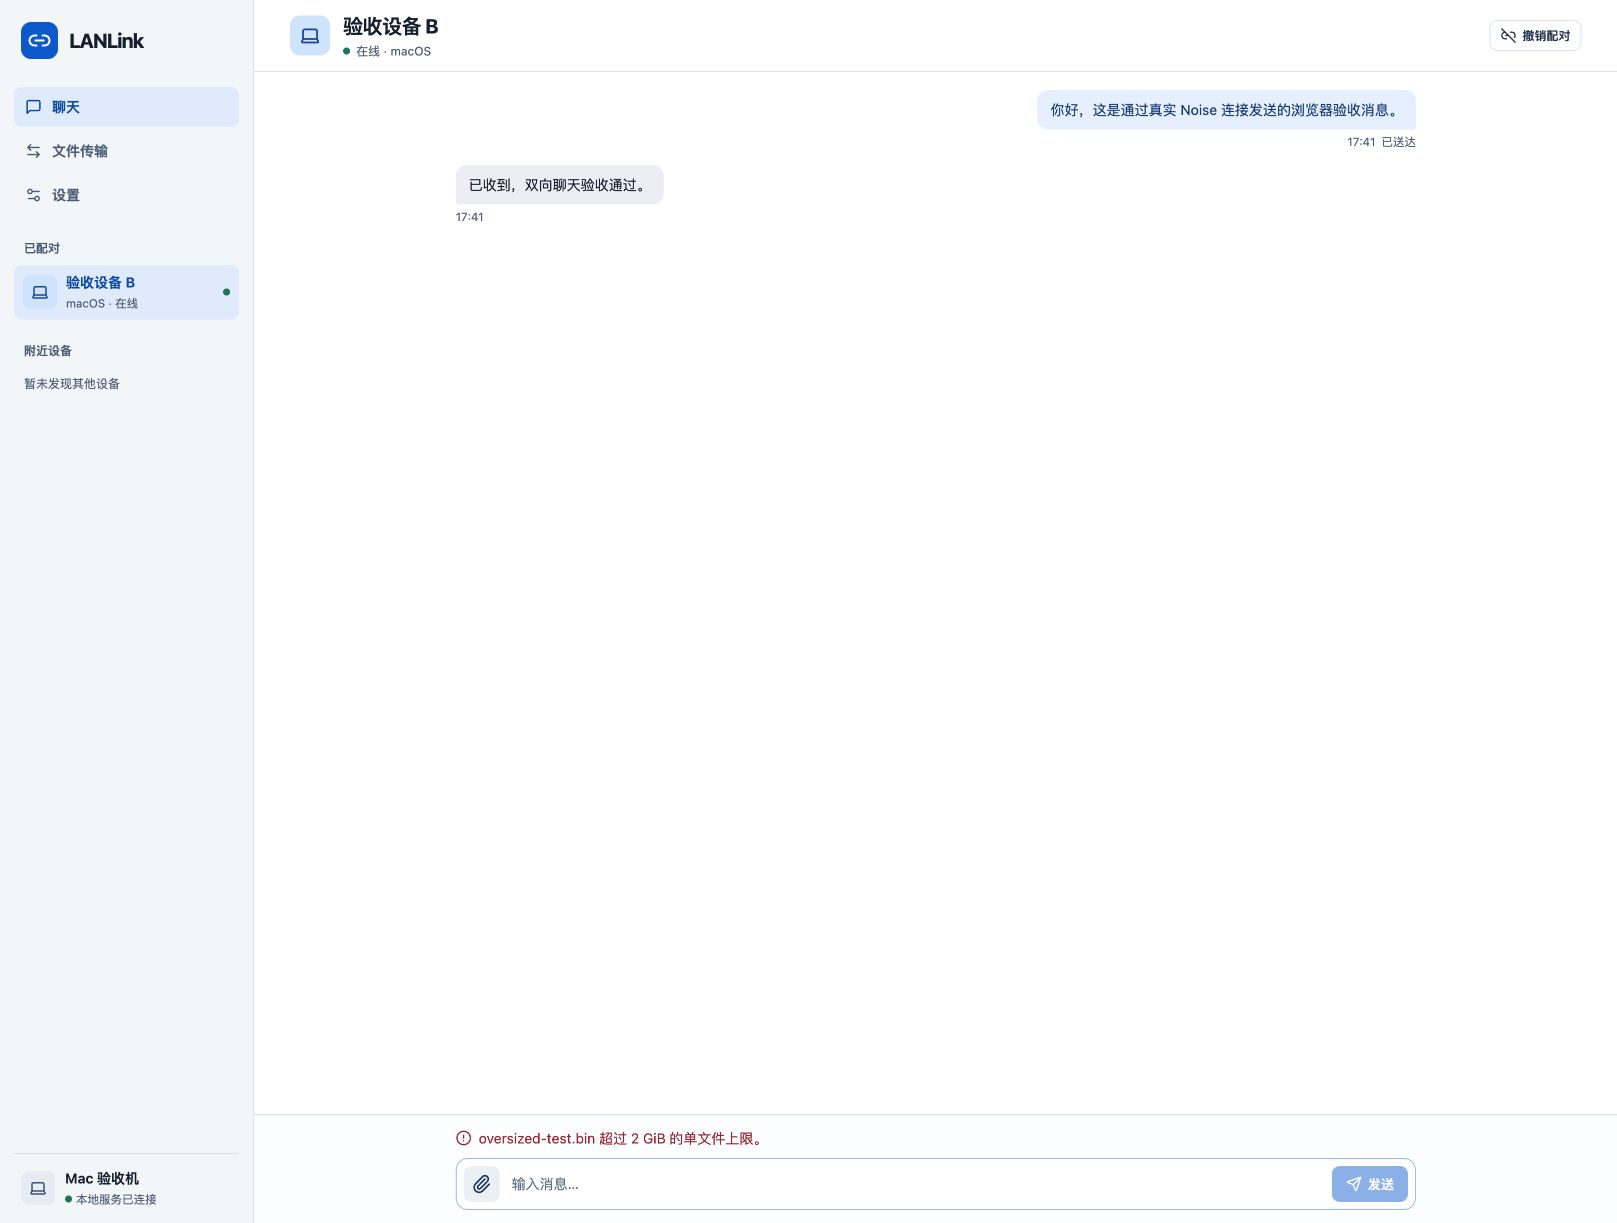 LANLink
聊天
文件传输
设置
已配对
验收设备 B
macOS · 在线
附近设备
暂未发现其他设备
Mac 验收机
本地服务已连接
验收设备 B
在线 · macOS
撤销配对
你好，这是通过真实 Noise 连接发送的浏览器验收消息。
17:41 已送达
已收到，双向聊天验收通过。
17:41
oversized-test.bin 超过 2 GiB 的单文件上限。
输入消息...
发送